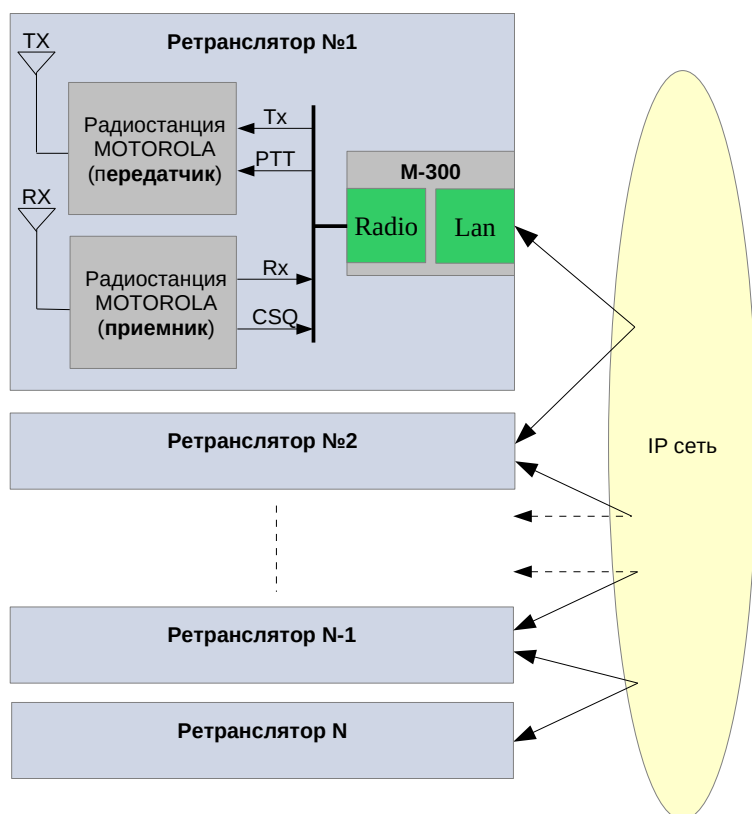 Ретранслятор №1
TX
Радиостанция
MOTOROLA
(передатчик)
Tx
PTT
M-300
Radio
Lan
RX
Радиостанция
MOTOROLA
(приемник)
Rx
CSQ
Ретранслятор №2
IP сеть
Ретранслятор N-1
Ретранслятор N